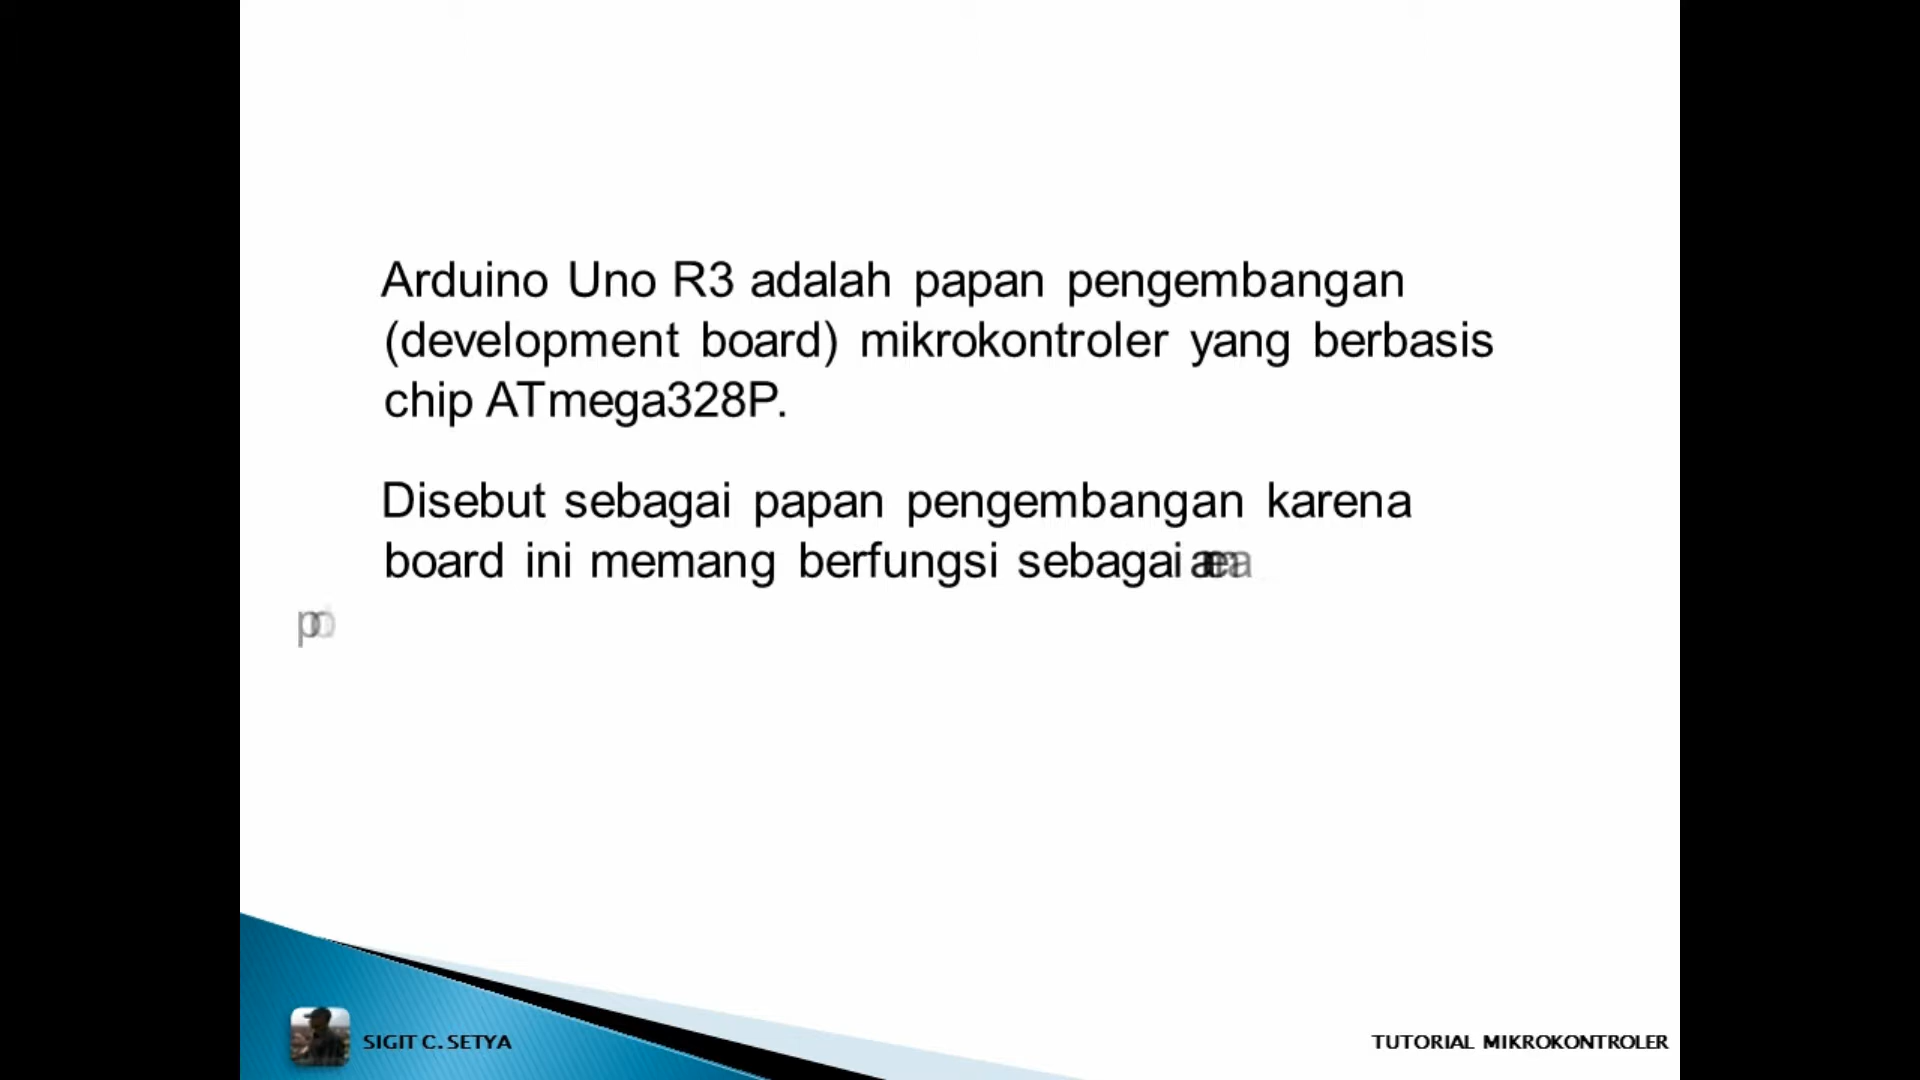 Arduino Uno R3 adalah papan pengembangan
(development board) mikrokontroler yang berbasis
chip ATmega328P.
Disebut sebagai papan pengembangan karena
board ini memang berfungsi sebagai
SIGIT C. SETYA
TUTORIAL MIKROKONTROLER